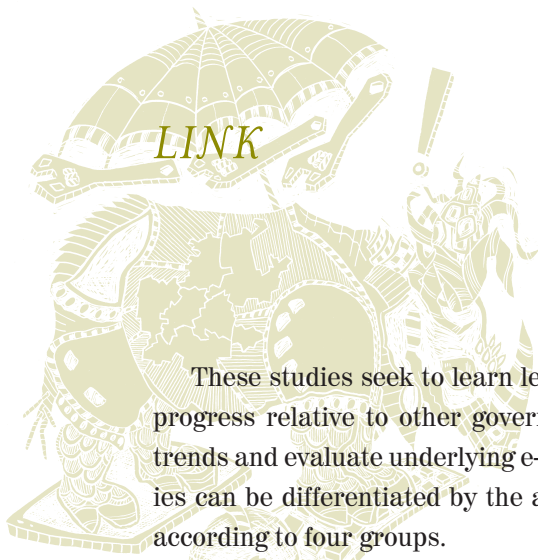 LINK
These studies seek to learn le
progress relative to other gover
trends and evaluate underlying e-
ies can be differentiated by the a
according to four groups.